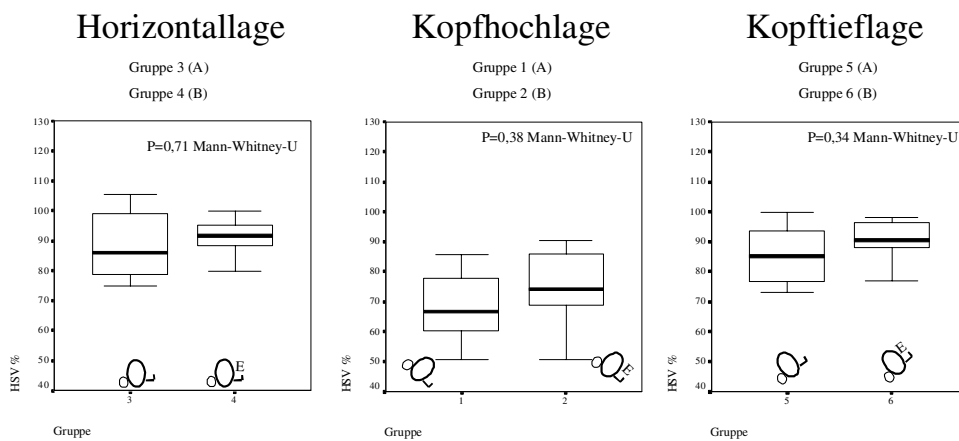 Horizontallage
Gruppe 3 (A)
Gruppe 4 (B)
P=0,71 Mann-Whitney-U
130
120
110
100
90
80
70
60
50
40
HSV %
E
3
4
Gruppe
Kopfhochlage
Gruppe 1 (A)
Gruppe 2 (B)
P=0,38 Mann-Whitney-U
130
120
110
100
90
80
70
60
50
40
HSV %
E
1
2
Gruppe
Kopftieflage
Gruppe 5 (A)
Gruppe 6 (B)
P=0,34 Mann-Whitney-U
130
120
110
100
90
80
70
60
50
40
HSV %
E
5
6
Gruppe